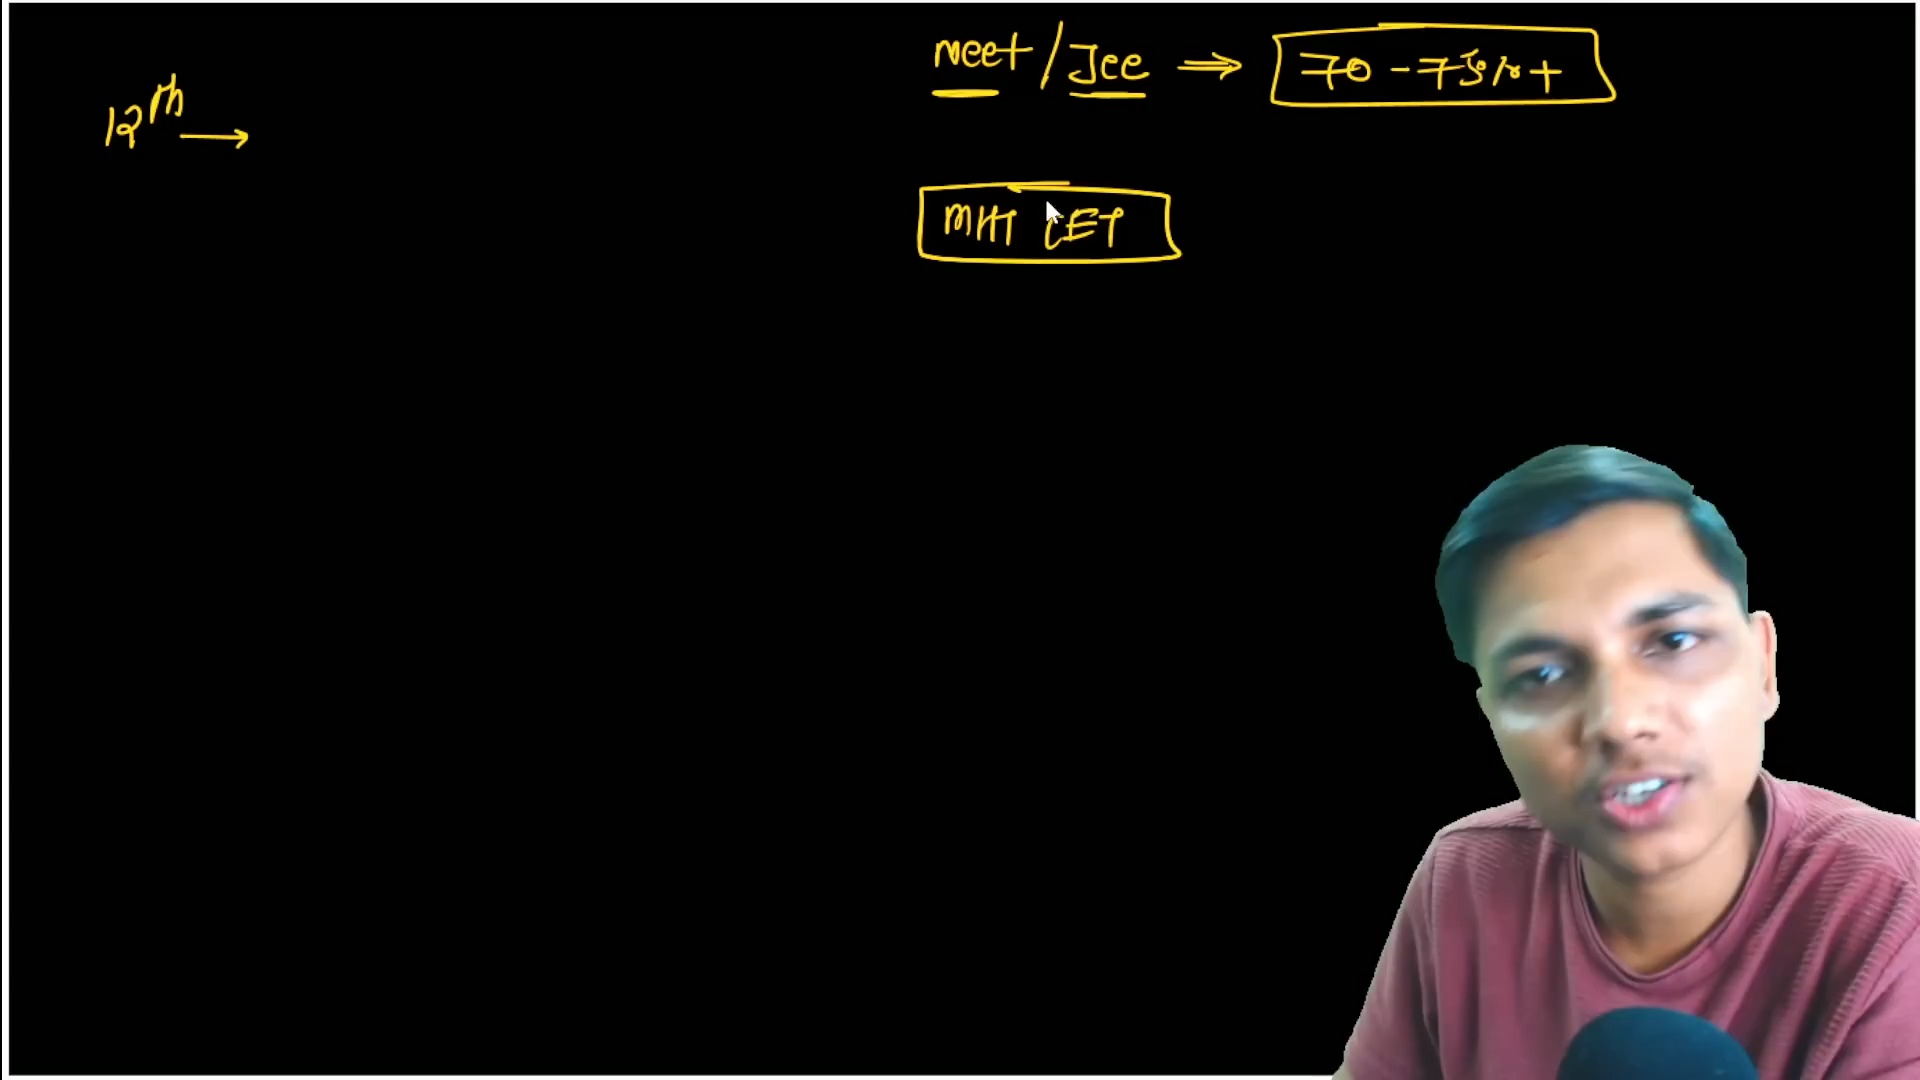 Neet / Jee ⇒ 70 - 75% +
12th →
MHT CET